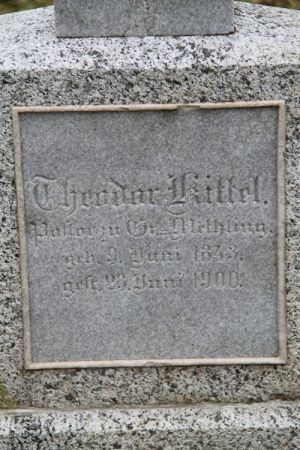 Theodor Kittel.
Pastor zu Gr.-Methling.
geb. 9. Juni 1843.
gest. 23. Juni 1900.